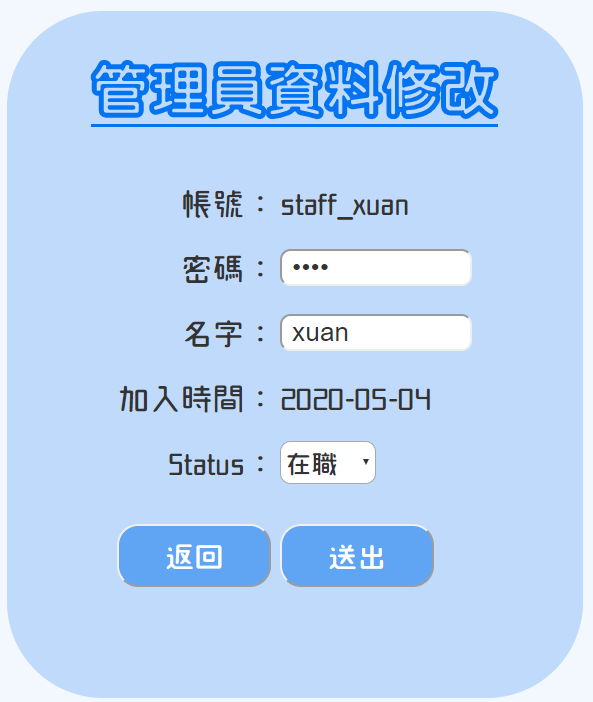 管理員資料修改
帳號： staff_xuan
密碼： ••••
名字： xuan
加入時間： 2020-05-04
Status： 在職
返回 送出